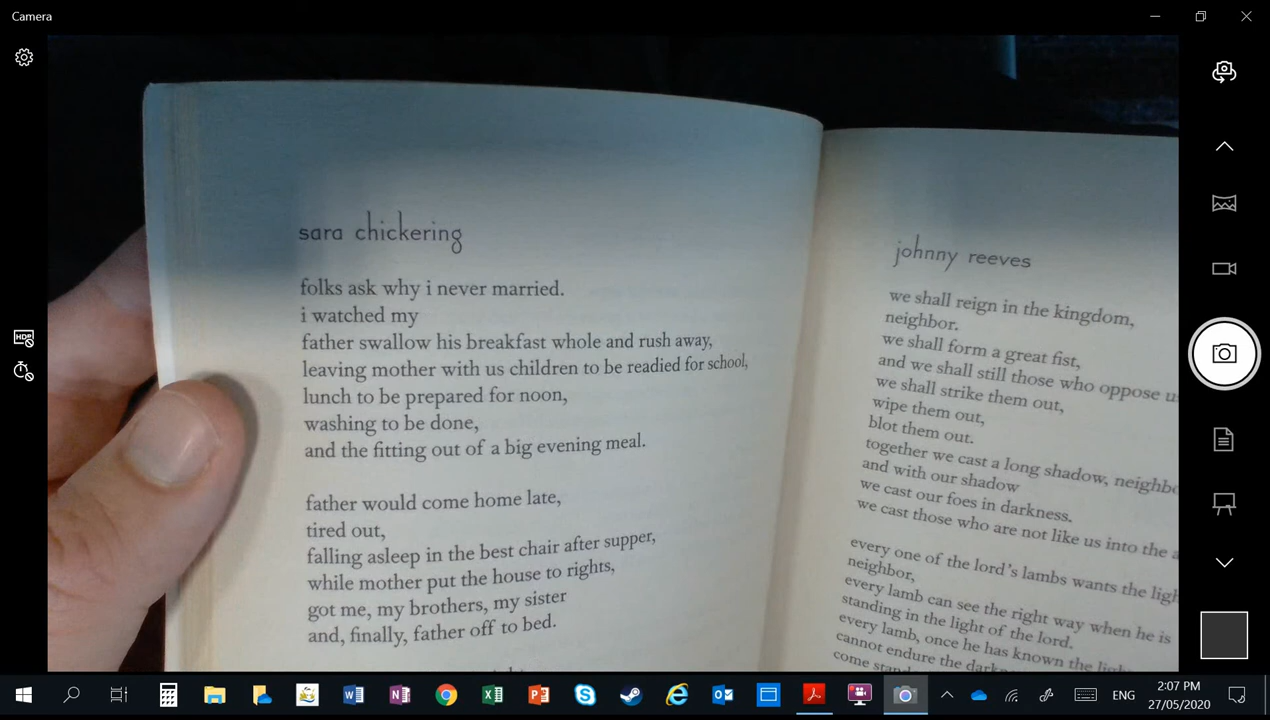 Camera
sara chickering
folks ask why i never married.
i watched my
father swallow his breakfast whole and rush away,
leaving mother with us children to be readied for school,
lunch to be prepared for noon,
washing to be done,
and the fitting out of a big evening meal.
father would come home late,
tired out,
falling asleep in the best chair after supper,
while mother put the house to rights,
got me, my brothers, my sister
and, finally, father off to bed.
johnny reeves
we shall reign in the kingdom,
neighbor.
we shall form a great fist,
and we shall still those who oppose
we shall strike them out,
wipe them out,
blot them out.
together we cast a long shadow,
and with our shadow
we cast our foes in darkness.
we cast those who are not like us into the
every one of the lord's lambs wants the
neighbor,
every lamb can see the right way when he is
standing in the light of the lord.
every lamb, once he has known the
cannot endure the
come
HDR
ENG
2:07 PM
27/05/2020